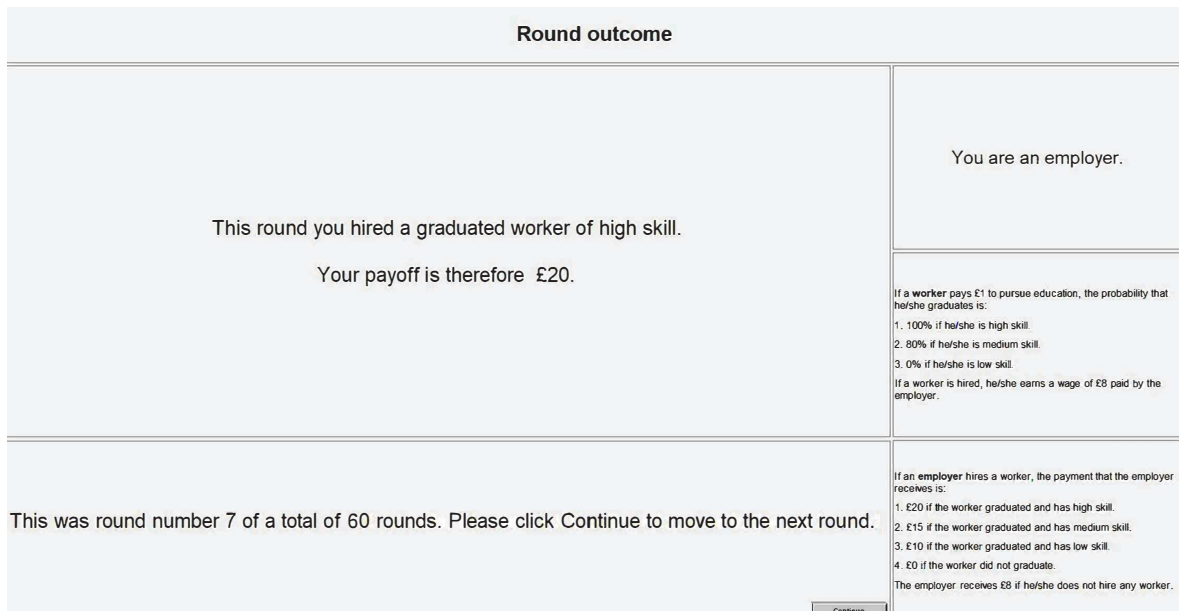 Round outcome
This round you hired a graduated worker of high skill.
Your payoff is therefore £20.
You are an employer.
If a worker pays £1 to pursue education, the probability that
he/she graduates is:
1. 100% if he/she is high skill.
2. 80% if he/she is medium skill.
3. 0% if he/she is low skill.
If a worker is hired, he/she earns a wage of £8 paid by the
employer.
This was round number 7 of a total of 60 rounds. Please click Continue to move to the next round.
Continue
If an employer hires a worker, the payment that the employer
receives is:
1. £20 if the worker graduated and has high skill.
2. £15 if the worker graduated and has medium skill.
3. £10 if the worker graduated and has low skill.
4. £0 if the worker did not graduate.
The employer receives £8 if he/she does not hire any worker.